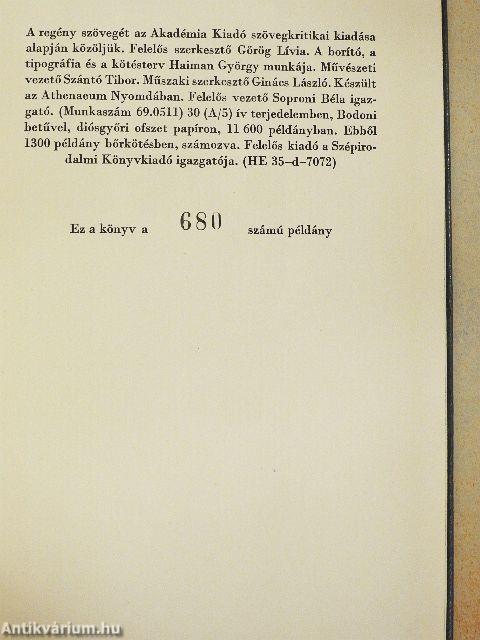 A regény szövegét az Akadémia Kiadó szövegkritikai kiadása
alapján közöljük. Felelős szerkesztő Görög Lívia. A borító, a
tipográfia és a kötésterv Haiman György munkája. Művészeti
vezető Szántó Tibor. Műszaki szerkesztő Ginács László. Készült
az Athenaeum Nyomdában. Felelős vezető Soproni Béla igaz-
gató. (Munkaszám 69.0511) 30 (A/5) ív terjedelemben, Bodoni
betűvel, diósgyőri ofszet papíron, 11 600 példányban. Ebből
1300 példány bőrkötésben, számozva. Felelős kiadó a Szépiro-
dalmi Könyvkiadó igazgatója. (HE 35–d–7072)
Ez a könyv a 680 számú példány
Antikvárium.hu